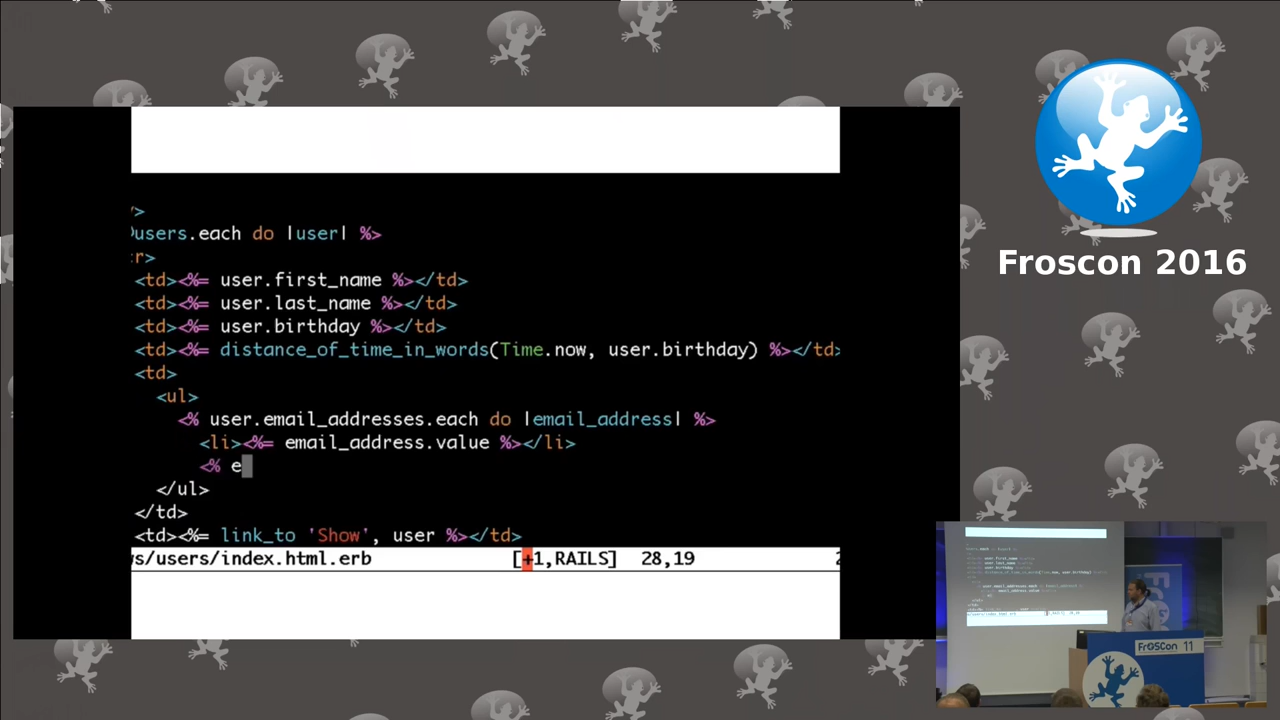 >
users.each do |user| %>
r>
<td><%= user.first_name %></td>
<td><%= user.last_name %></td>
<td><%= user.birthday %></td>
<td><%= distance_of_time_in_words(Time.now, user.birthday) %></td>
<td>
<ul>
<% user.email_addresses.each do |email_address| %>
<li><%= email_address.value %></li>
<% e
</ul>
</td>
<td><%= link_to 'Show', user %></td>
s/users/index.html.erb [+1,RAILS] 28,19 2
Froscon 2016
FrOSCon 11